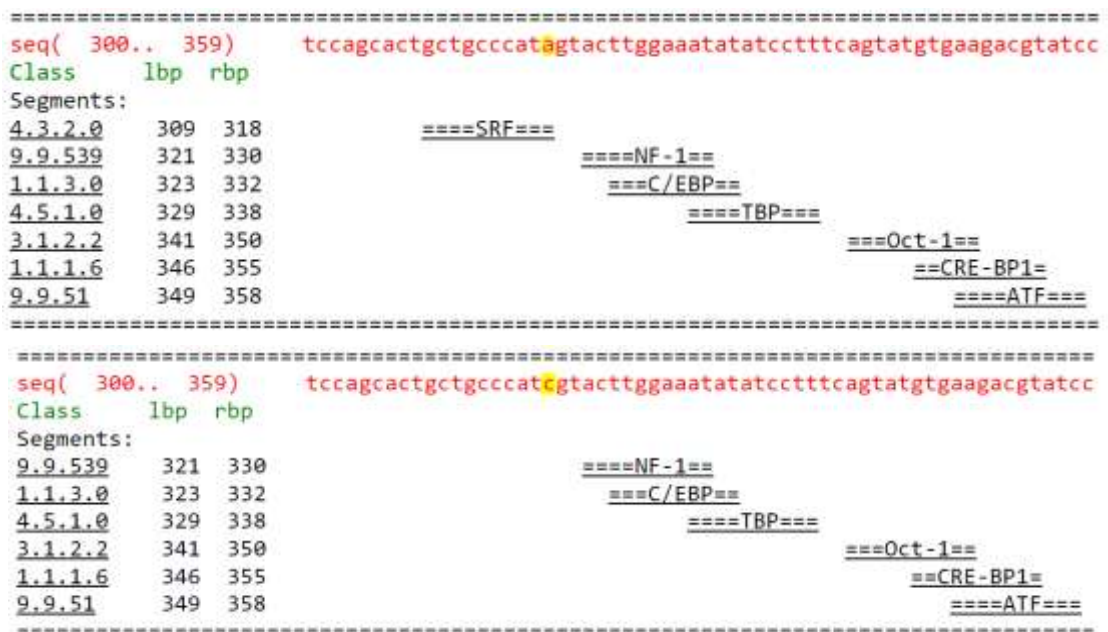 ================================================================================
seq( 300.. 359) tccagcactgctgcccatagtacttggaaatatatcctttcagtatgtgaagacgtatcc
Class lbp rbp
Segments:
4.3.2.0 309 318 ====SRF===
9.9.539 321 330 ====NF-1==
1.1.3.0 323 332 ===C/EBP==
4.5.1.0 329 338 ====TBP===
3.1.2.2 341 350 ===Oct-1==
1.1.1.6 346 355 ==CRE-BP1=
9.9.51 349 358 ====ATF===
================================================================================
================================================================================
seq( 300.. 359) tccagcactgctgcccatcgtacttggaaatatatcctttcagtatgtgaagacgtatcc
Class lbp rbp
Segments:
9.9.539 321 330 ====NF-1==
1.1.3.0 323 332 ===C/EBP==
4.5.1.0 329 338 ====TBP===
3.1.2.2 341 350 ===Oct-1==
1.1.1.6 346 355 ==CRE-BP1=
9.9.51 349 358 ====ATF===
================================================================================